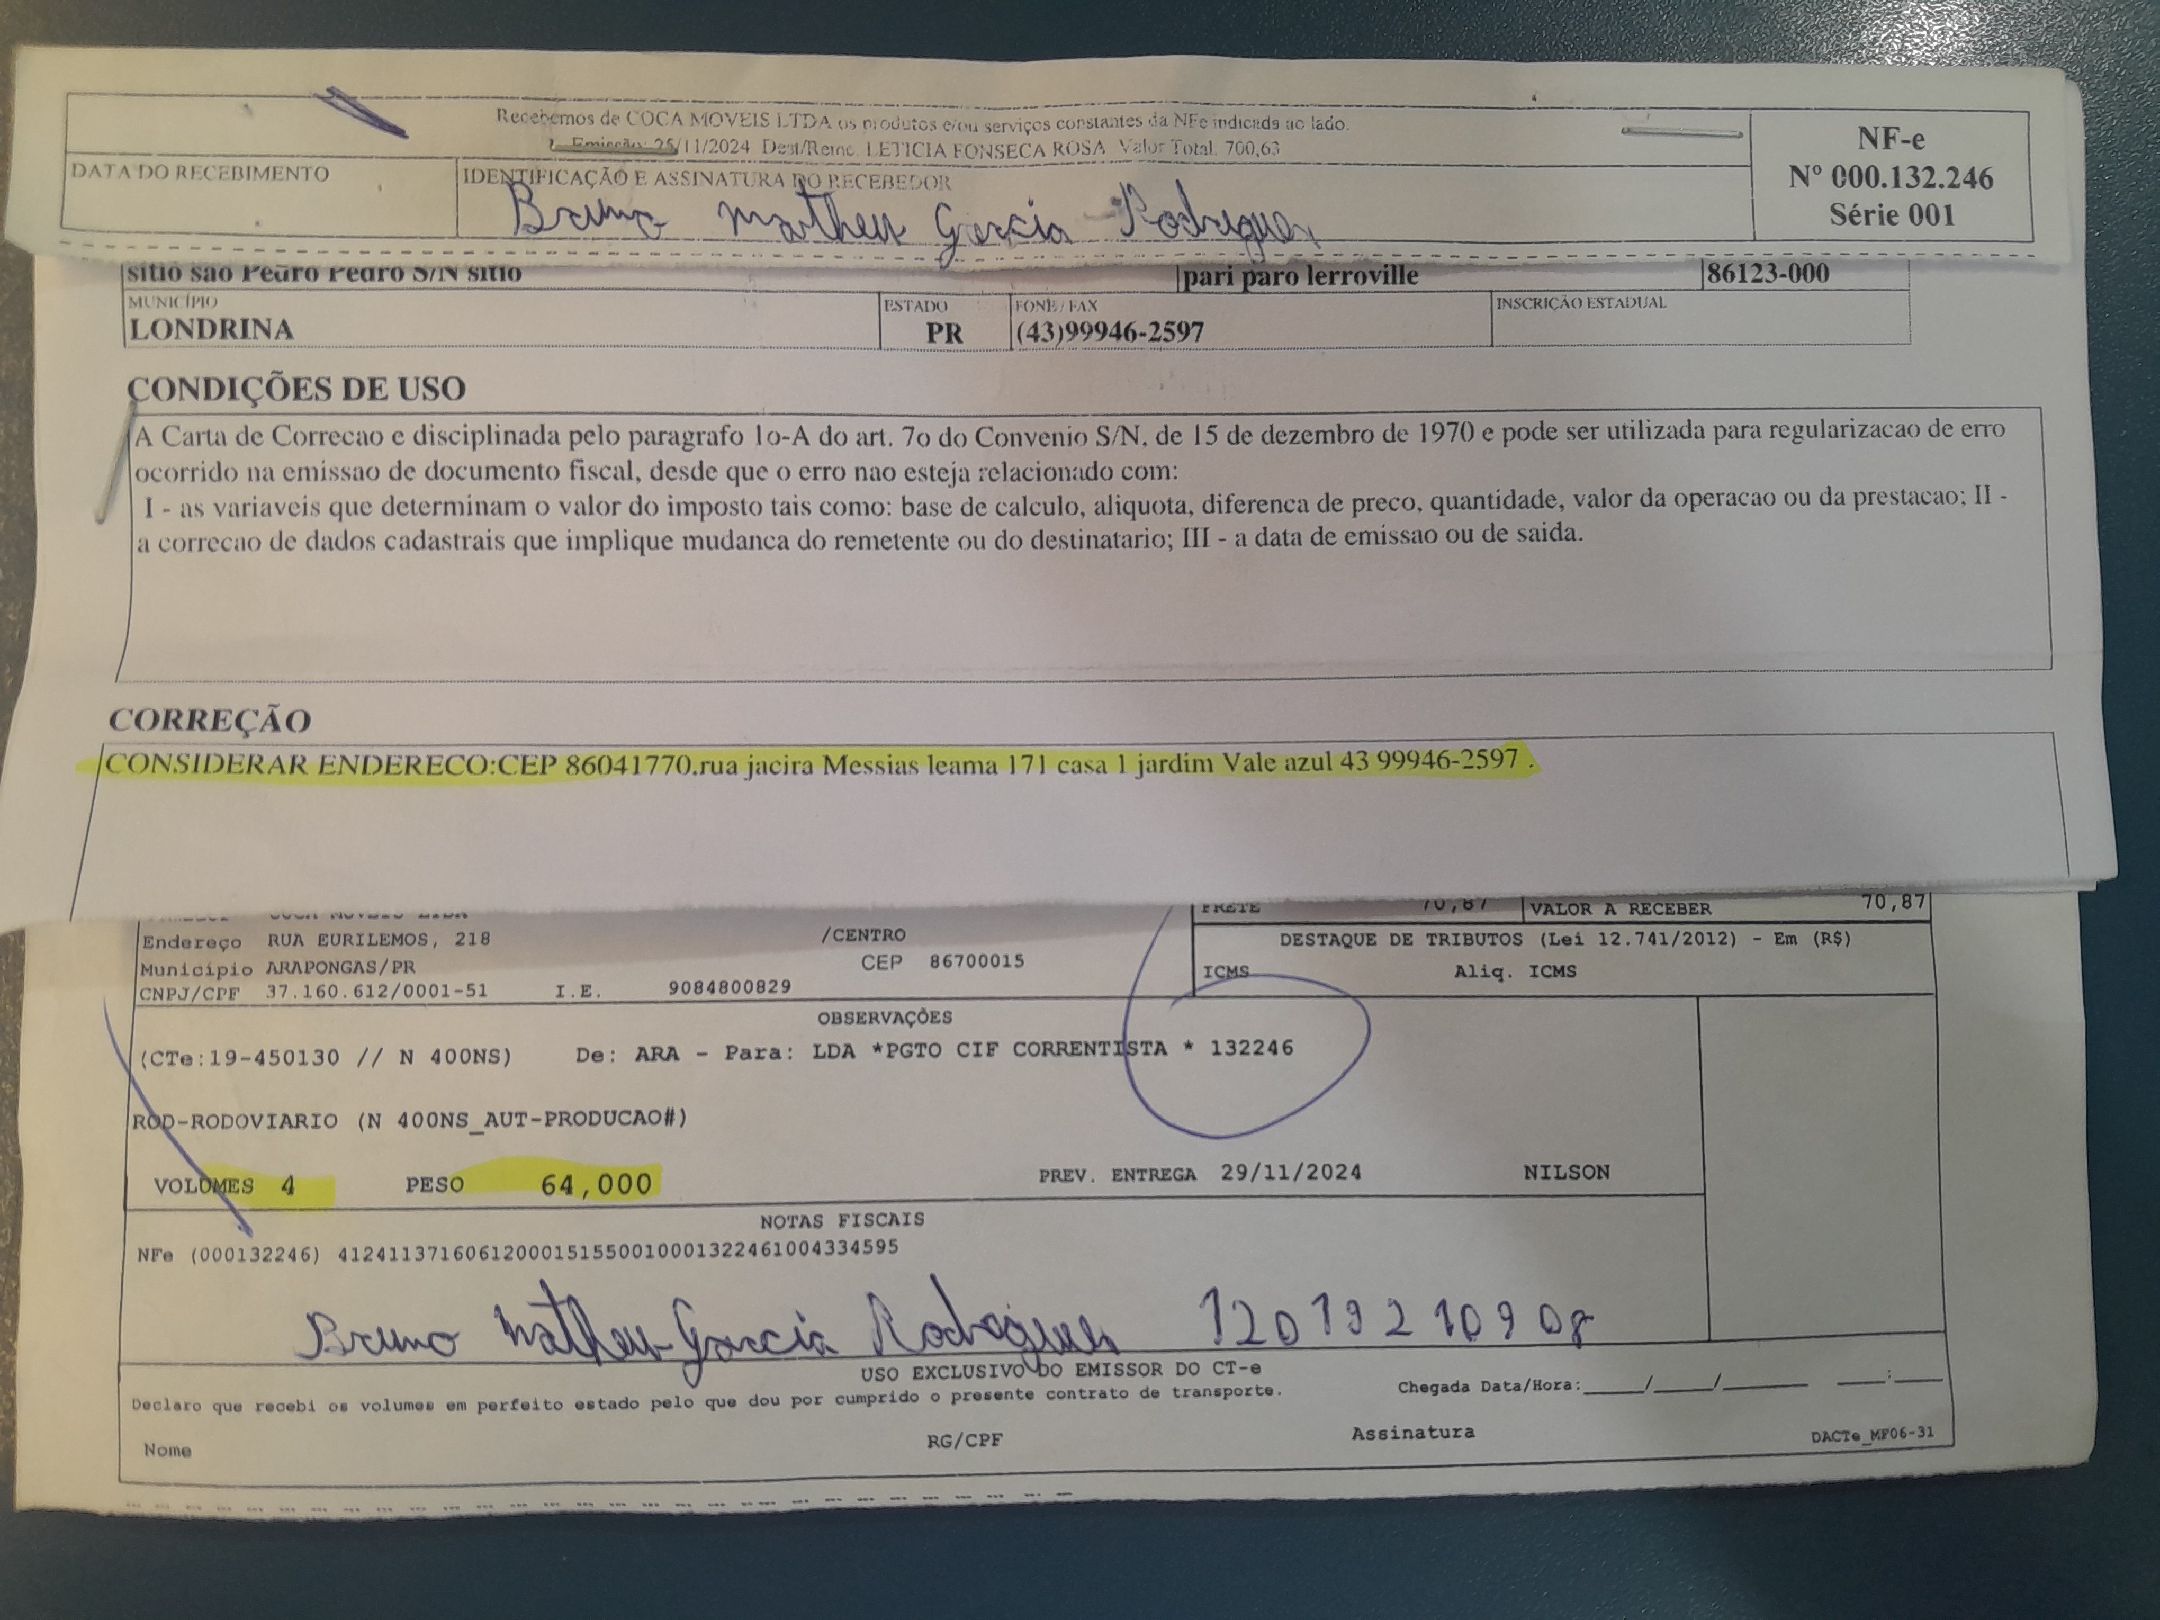 Recebemos de COCA MOVEIS LTDA os produtos e/ou serviços constantes da NFe indicada ao lado.
Emissão: 25/11/2024 Dest/Reme. LETICIA FONSECA ROSA Valor Total. 700,63
NF-e
Nº 000.132.246
Série 001
DATA DO RECEBIMENTO
IDENTIFICAÇÃO E ASSINATURA DO RECEBEDOR
Bruno Matheus Garcia Rodrigues
sitio sao Pedro Pedro S/N sitio pari paro lerroville 86123-000
MUNICÍPIO ESTADO FONE/FAX INSCRIÇÃO ESTADUAL
LONDRINA PR (43)99946-2597
CONDIÇÕES DE USO
A Carta de Correcao e disciplinada pelo paragrafo 1o-A do art. 7o do Convenio S/N, de 15 de dezembro de 1970 e pode ser utilizada para regularizacao de erro
ocorrido na emissao de documento fiscal, desde que o erro nao esteja relacionado com:
I - as variaveis que determinam o valor do imposto tais como: base de calculo, aliquota, diferenca de preco, quantidade, valor da operacao ou da prestacao; II -
a correcao de dados cadastrais que implique mudanca do remetente ou do destinatario; III - a data de emissao ou de saida.
CORREÇÃO
CONSIDERAR ENDERECO:CEP 86041770,rua jacira Messias leama 171 casa 1 jardim Vale azul 43 99946-2597 .
FRETE 70,87 VALOR A RECEBER 70,87
Endereço RUA EURILEMOS, 218 /CENTRO
Município ARAPONGAS/PR CEP 86700015
CNPJ/CPF 37.160.612/0001-51 I.E. 9084800829
DESTAQUE DE TRIBUTOS (Lei 12.741/2012) - Em (R$)
ICMS Aliq. ICMS
OBSERVAÇÕES
(CTe:19-450130 // N 400NS) De: ARA - Para: LDA *PGTO CIF CORRENTISTA * 132246
ROD-RODOVIARIO (N 400NS_AUT-PRODUCAO#)
VOLUMES 4 PESO 64,000 PREV. ENTREGA 29/11/2024 NILSON
NOTAS FISCAIS
NFe (000132246) 41241137160612000151550010001322461004334595
Bruno Matheus Garcia Rodrigues 12019210908
USO EXCLUSIVO DO EMISSOR DO CT-e
Declaro que recebi os volumes em perfeito estado pelo que dou por cumprido o presente contrato de transporte.
Chegada Data/Hora:____/____/______ ____:____
Nome RG/CPF Assinatura DACTe_MF06-31